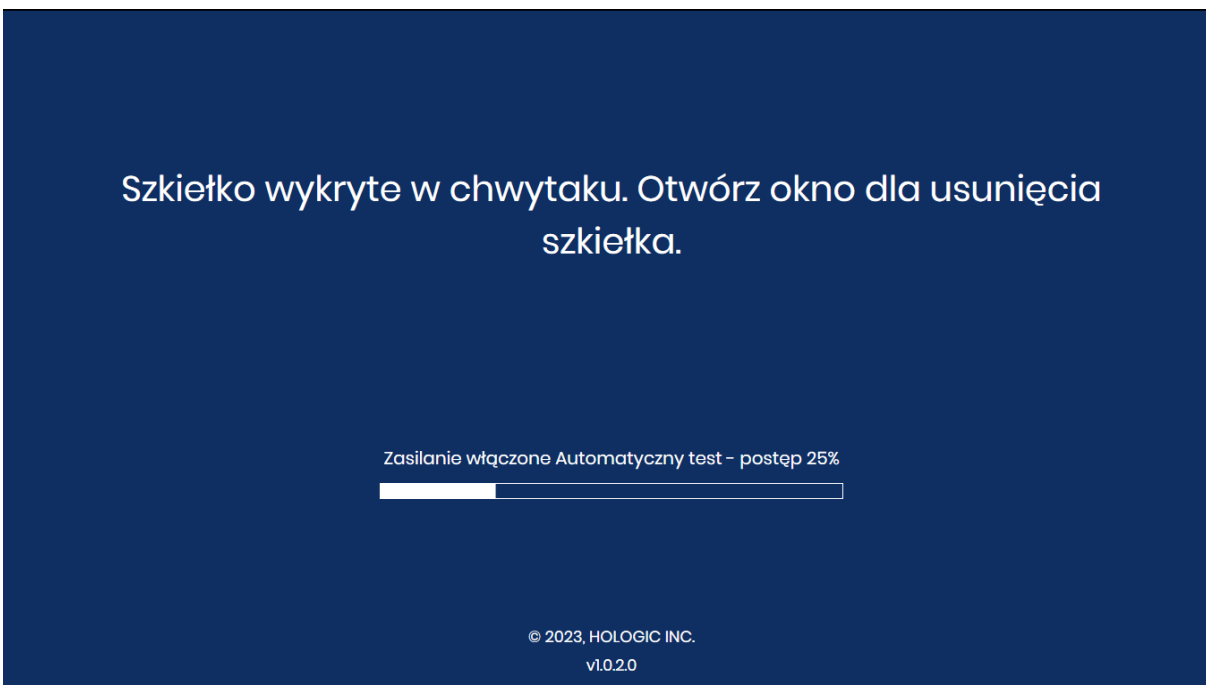 Szkiełko wykryte w chwytaku. Otwórz okno dla usunięcia
szkiełka.
Zasilanie włączone Automatyczny test - postęp 25%
© 2023, HOLOGIC INC.
v1.0.2.0